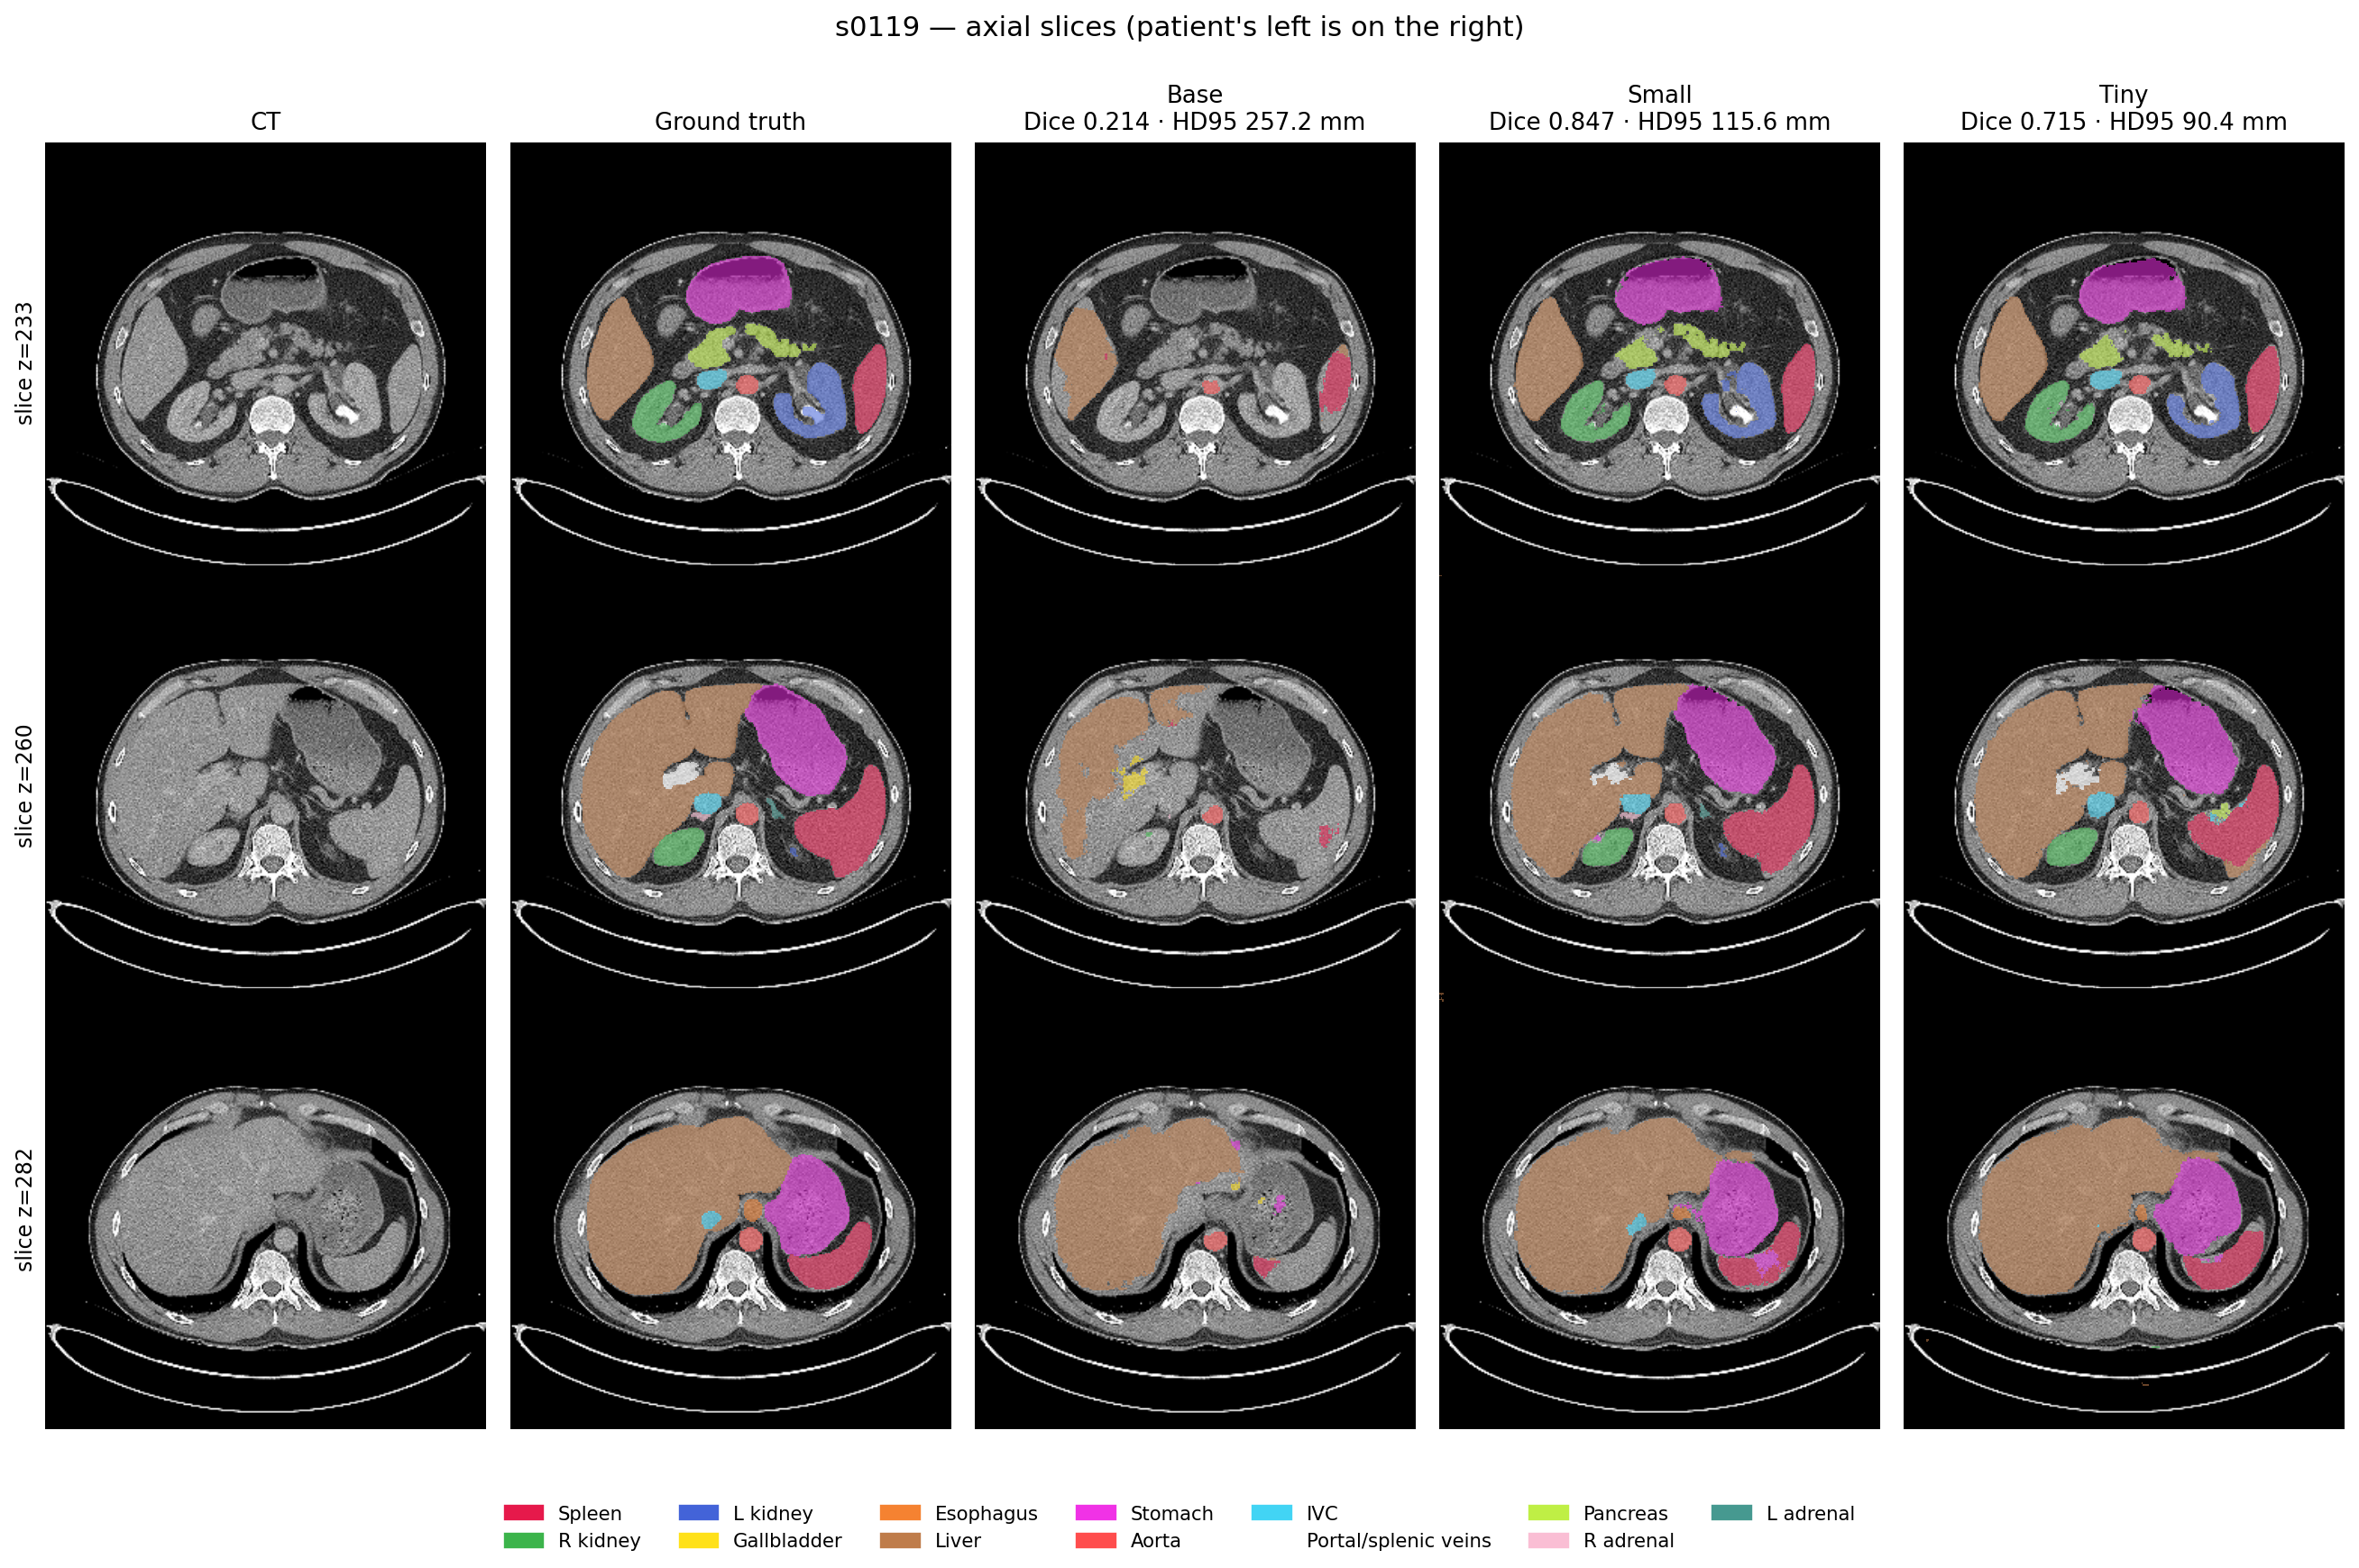 s0119 — axial slices (patient's left is on the right)
CT
Ground truth
Base
Dice 0.214 · HD95 257.2 mm
Small
Dice 0.847 · HD95 115.6 mm
Tiny
Dice 0.715 · HD95 90.4 mm
slice z=233
slice z=260
slice z=282
Spleen
R kidney
L kidney
Gallbladder
Esophagus
Liver
Stomach
Aorta
IVC
Portal/splenic veins
Pancreas
R adrenal
L adrenal